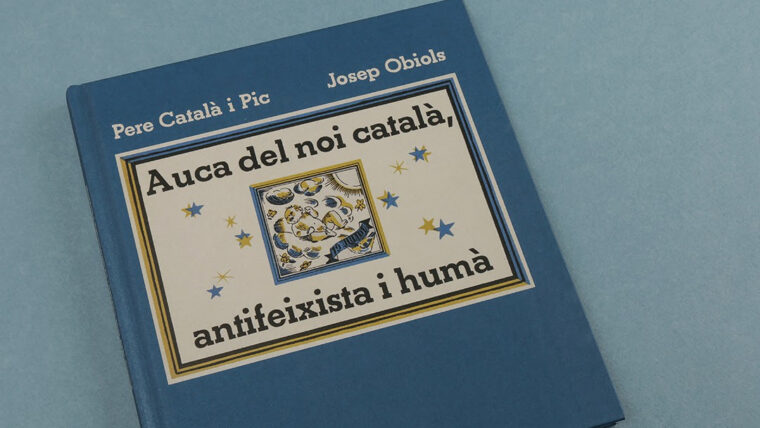 Pere Català i Pic
Josep Obiols
Auca del noi català,
antifeixista i humà